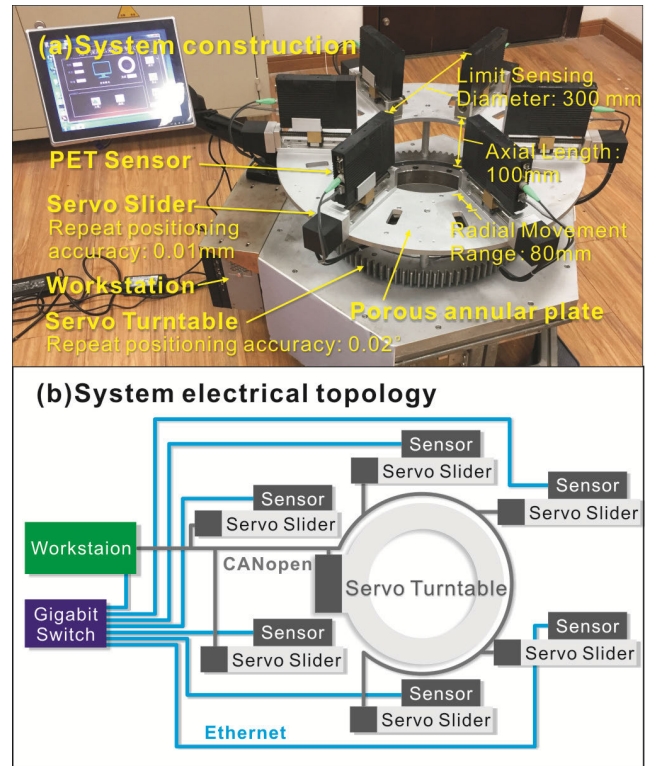 (a)System construction
Limit Sensing
Diameter: 300 mm
PET Sensor
Axial Length:
100mm
Servo Slider
Repeat positioning
accuracy: 0.01mm
Radial Movement
Range: 80mm
Workstation
Servo Turntable
Porous annular plate
Repeat positioning accuracy: 0.02°
(b)System electrical topology
Sensor
Servo Slider
Sensor
Servo Slider
Sensor
Servo Slider
Workstaion
CANopen
Servo Turntable
Gigabit
Switch
Sensor
Servo Slider
Sensor
Servo Slider
Sensor
Servo Slider
Ethernet